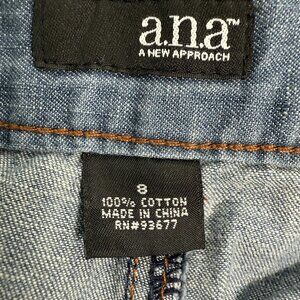 a.n.a™
A NEW APPROACH
8
100% COTTON
MADE IN CHINA
RN#93677